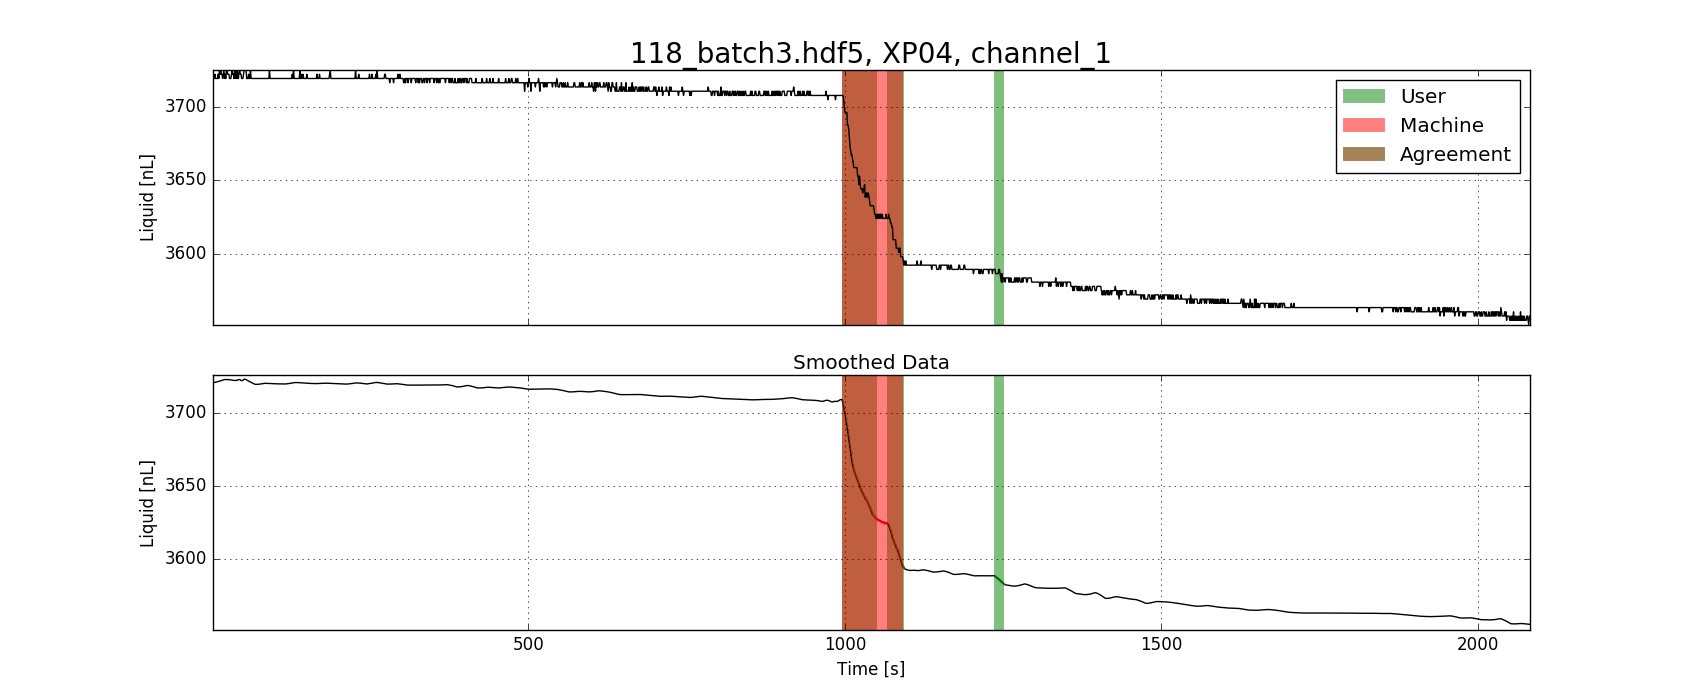 118_batch3.hdf5, XP04, channel_1
3700
3650
3600
Liquid [nL]
User
Machine
Agreement
Smoothed Data
3700
3650
3600
Liquid [nL]
500
1000
1500
2000
Time [s]